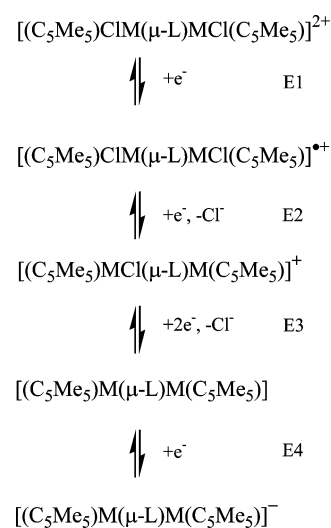 [(C5Me5)ClM(μ-L)MCl(C5Me5)]2+
+e- E1
[(C5Me5)ClM(μ-L)MCl(C5Me5)]•+
+e-, -Cl- E2
[(C5Me5)MCl(μ-L)M(C5Me5)]+
+2e-, -Cl- E3
[(C5Me5)M(μ-L)M(C5Me5)]
+e- E4
[(C5Me5)M(μ-L)M(C5Me5)]–